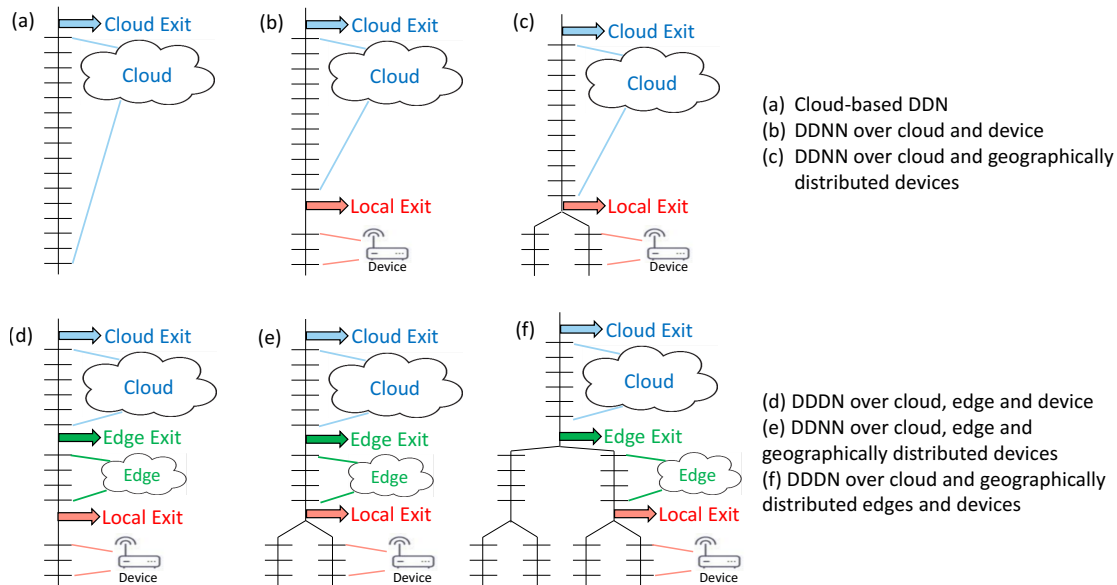 (a)
Cloud Exit
Cloud
(b)
Cloud Exit
Cloud
Local Exit
Device
(c)
Cloud Exit
Cloud
Local Exit
Device
(a) Cloud-based DDN
(b) DDNN over cloud and device
(c) DDNN over cloud and geographically
distributed devices
(d)
Cloud Exit
Cloud
Edge Exit
Edge
Local Exit
Device
(e)
Cloud Exit
Cloud
Edge Exit
Edge
Local Exit
Device
(f)
Cloud Exit
Cloud
Edge Exit
Edge
Local Exit
Device
(d) DDDN over cloud, edge and device
(e) DDNN over cloud, edge and
geographically distributed devices
(f) DDDN over cloud and geographically
distributed edges and devices